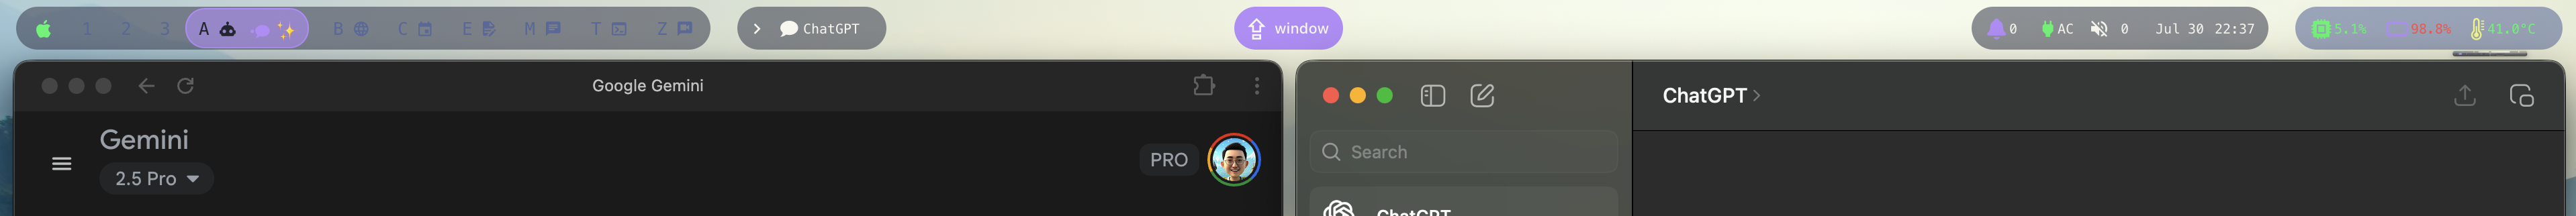 1 2 3 A B C E M T Z > ChatGPT window 0 AC 0 Jul 30 22:37 5.1% 98.8% 41.0°C
Google Gemini
Gemini
2.5 Pro
PRO
ChatGPT >
Search
ChatGPT